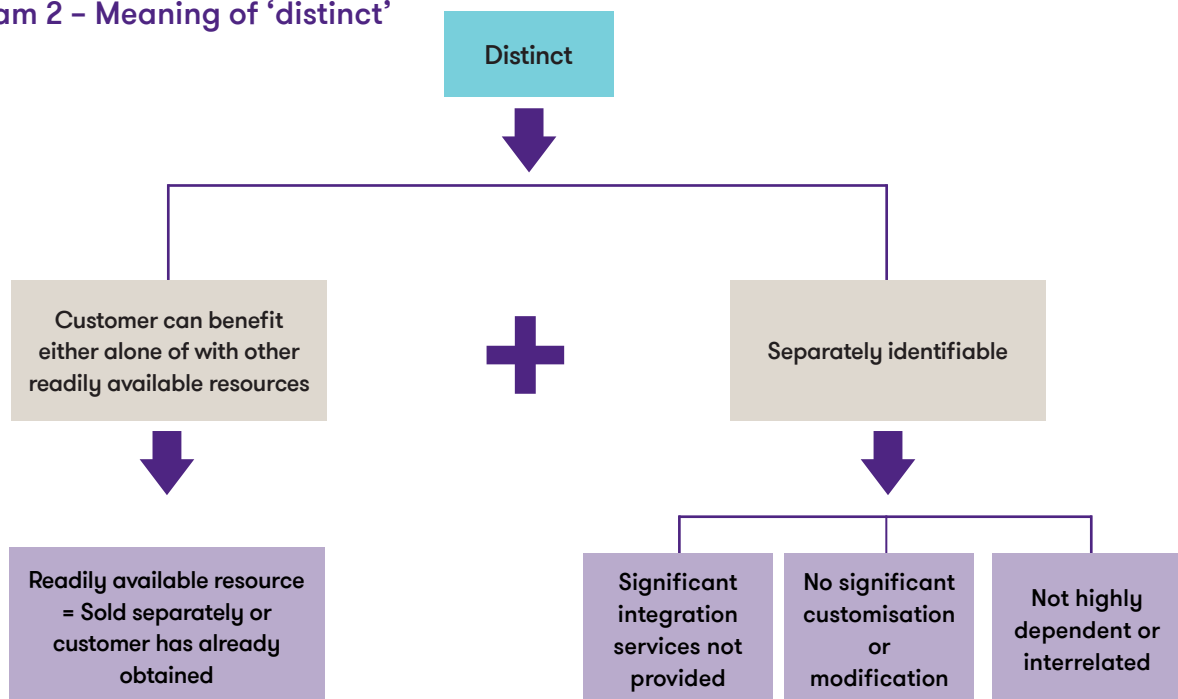 am 2 – Meaning of ‘distinct’
Distinct
Customer can benefit
either alone of with other
readily available resources
Separately identifiable
Readily available resource
= Sold separately or
customer has already
obtained
Significant
integration
services not
provided
No significant
customisation
or
modification
Not highly
dependent or
interrelated